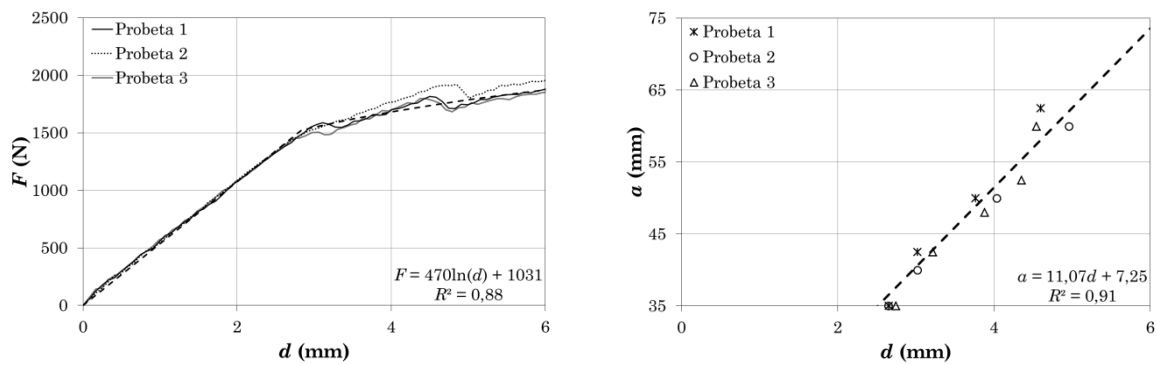 2500
2000
1500
1000
500
0
F (N)
Probeta 1
Probeta 2
Probeta 3
F = 470ln(d) + 1031
R² = 0,88
0 2 4 6
d (mm)
75
65
55
45
35
a (mm)
Probeta 1
Probeta 2
Probeta 3
a = 11,07d + 7,25
R² = 0,91
0 2 4 6
d (mm)